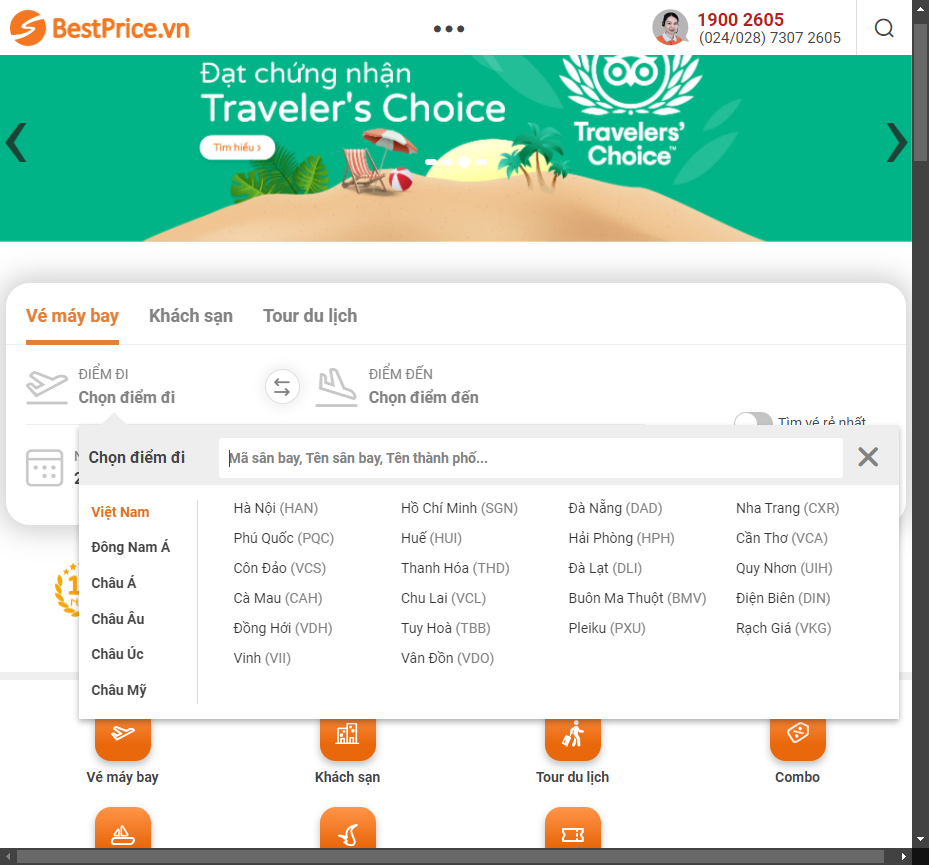 BestPrice.vn
1900 2605
(024/028) 7307 2605
Đạt chứng nhận
Traveler's Choice
Tìm hiểu ›
Travelers'
Choice™
Vé máy bay
Khách sạn
Tour du lịch
ĐIỂM ĐI
Chọn điểm đi
ĐIỂM ĐẾN
Chọn điểm đến
Tìm vé rẻ nhất
Chọn điểm đi
Mã sân bay, Tên sân bay, Tên thành phố...
Việt Nam
Đông Nam Á
Châu Á
Châu Âu
Châu Úc
Châu Mỹ
Hà Nội (HAN)
Hồ Chí Minh (SGN)
Đà Nẵng (DAD)
Nha Trang (CXR)
Phú Quốc (PQC)
Huế (HUI)
Hải Phòng (HPH)
Cần Thơ (VCA)
Côn Đảo (VCS)
Thanh Hóa (THD)
Đà Lạt (DLI)
Quy Nhơn (UIH)
Cà Mau (CAH)
Chu Lai (VCL)
Buôn Ma Thuột (BMV)
Điện Biên (DIN)
Đồng Hới (VDH)
Tuy Hoà (TBB)
Pleiku (PXU)
Rạch Giá (VKG)
Vinh (VII)
Vân Đồn (VDO)
Vé máy bay
Khách sạn
Tour du lịch
Combo